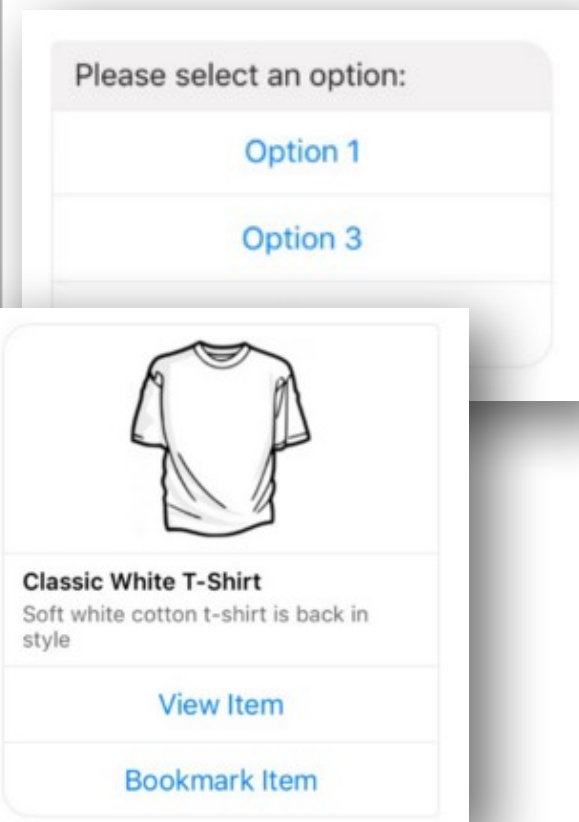 Please select an option:
Option 1
Option 3
Classic White T-Shirt
Soft white cotton t-shirt is back in
style
View Item
Bookmark Item